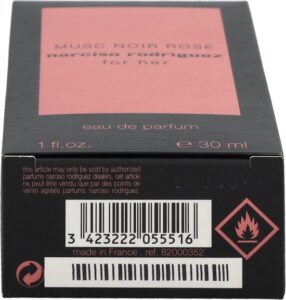 MUSC NOIR ROSE
narciso rodriguez
for her
eau de parfum
1 fl.oz. ℮ 30 ml
this article may only be sold by authorized
parfums narciso rodriguez dealers. cet article
ne peut être vendu que par des points de
vente agréés parfums narciso rodriguez.
3 423222 055516
made in France . ref. 82000352